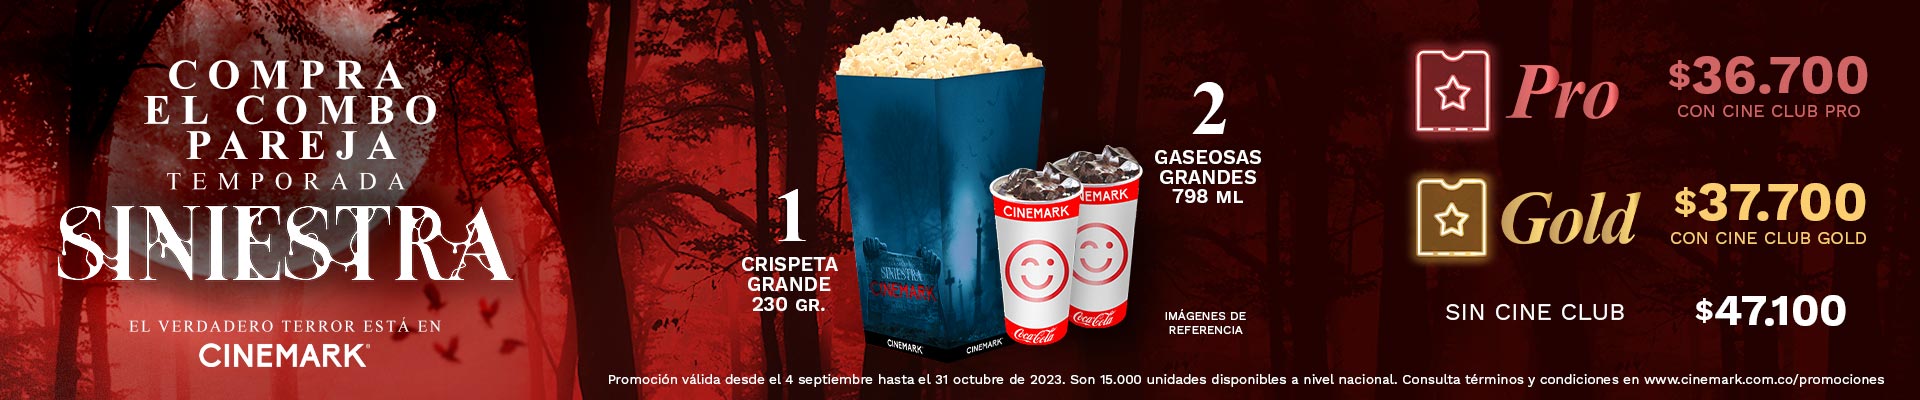 COMPRA
EL COMBO
PAREJA
TEMPORADA
SINIESTRA
EL VERDADERO TERROR ESTÁ EN
CINEMARK®
1
CRISPETA
GRANDE
230 GR.
SINIESTRA
CINEMARK
CINEMARK
CINEMARK
CINEMARK
NEMARK
Coca-Cola
Coca-Cola
2
GASEOSAS
GRANDES
798 ML
IMÁGENES DE
REFERENCIA
Pro
$36.700
CON CINE CLUB PRO
Gold
$37.700
CON CINE CLUB GOLD
SIN CINE CLUB
$47.100
Promoción válida desde el 4 septiembre hasta el 31 octubre de 2023. Son 15.000 unidades disponibles a nivel nacional. Consulta términos y condiciones en www.cinemark.com.co/promociones